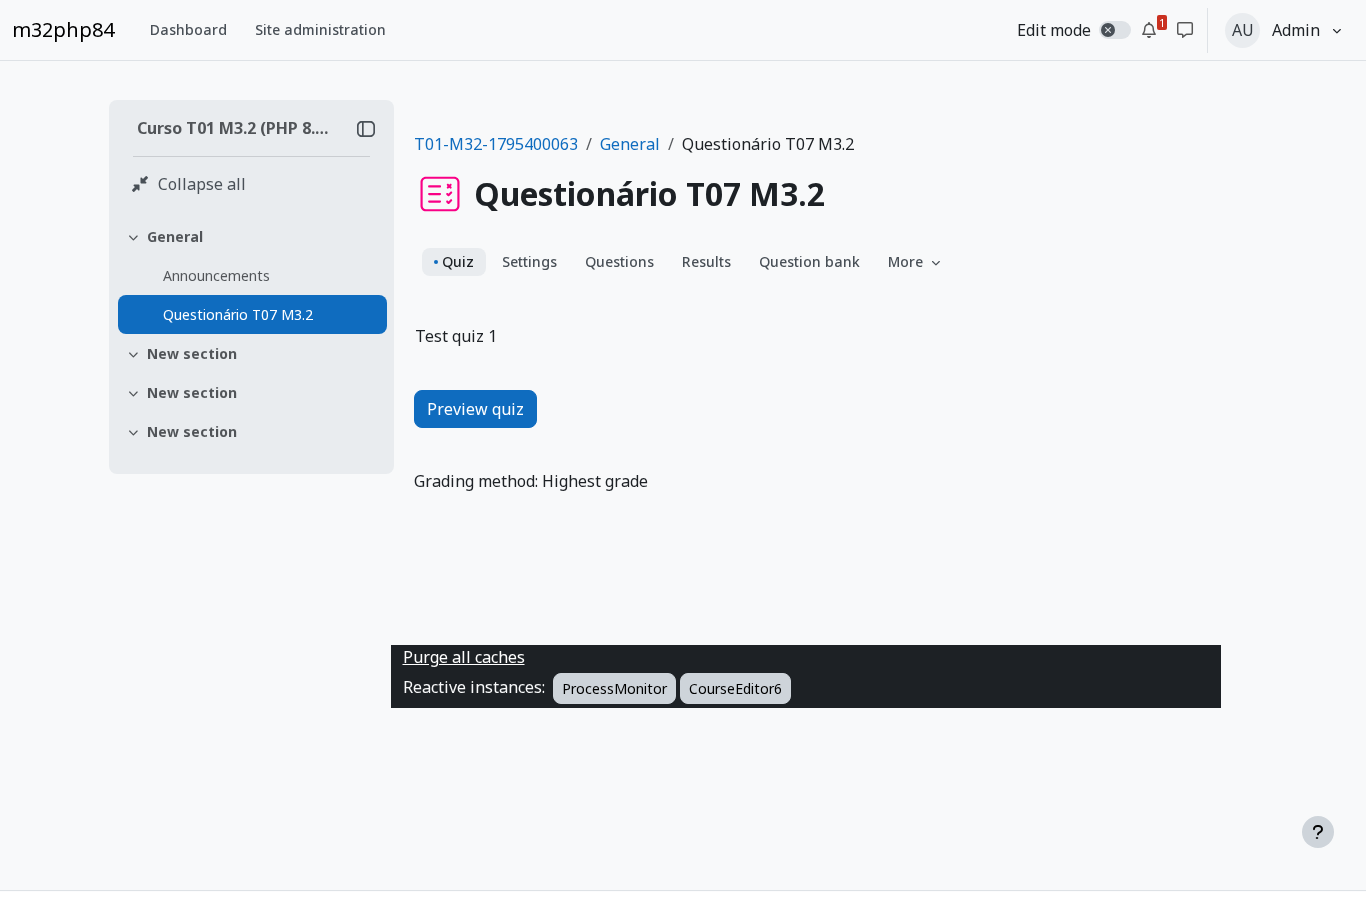 m32php84
Dashboard
Site administration
Edit mode
1
AU
Admin
Curso T01 M3.2 (PHP 8....
Collapse all
General
Announcements
Questionário T07 M3.2
New section
New section
New section
T01-M32-1795400063 / General / Questionário T07 M3.2
Questionário T07 M3.2
Quiz
Settings
Questions
Results
Question bank
More
Test quiz 1
Preview quiz
Grading method: Highest grade
Purge all caches
Reactive instances: ProcessMonitor CourseEditor6
?